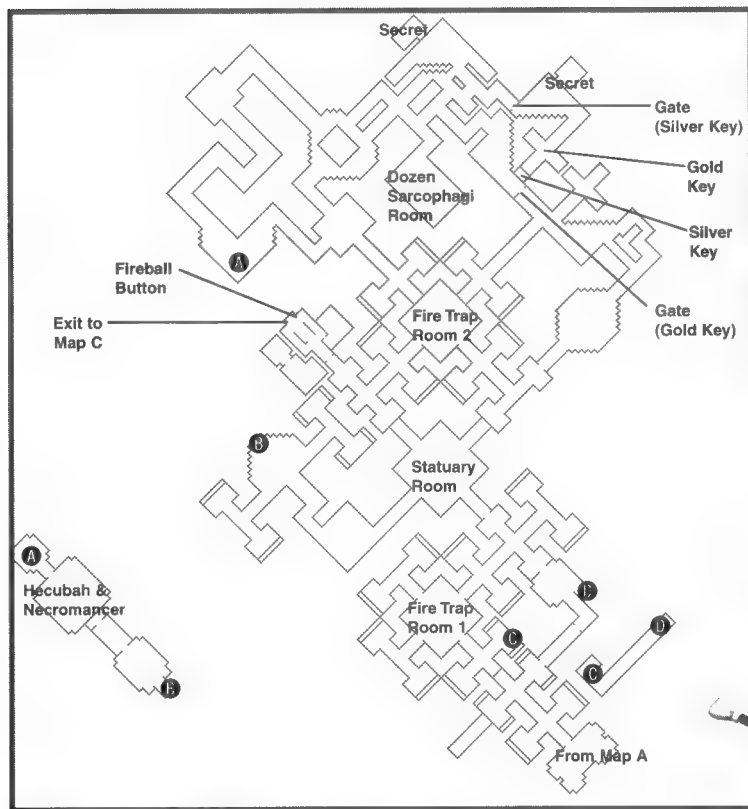 Secret
Secret
Gate
(Silver Key)
Gold
Key
Dozen
Sarcophagi
Room
Silver
Key
A
Fireball
Button
Exit to
Map C
Fire Trap
Room 2
Gate
(Gold Key)
B
Statuary
Room
A
Hecubah &
Necromancer
B
Fire Trap
Room 1
D
C
D
C
From Map A